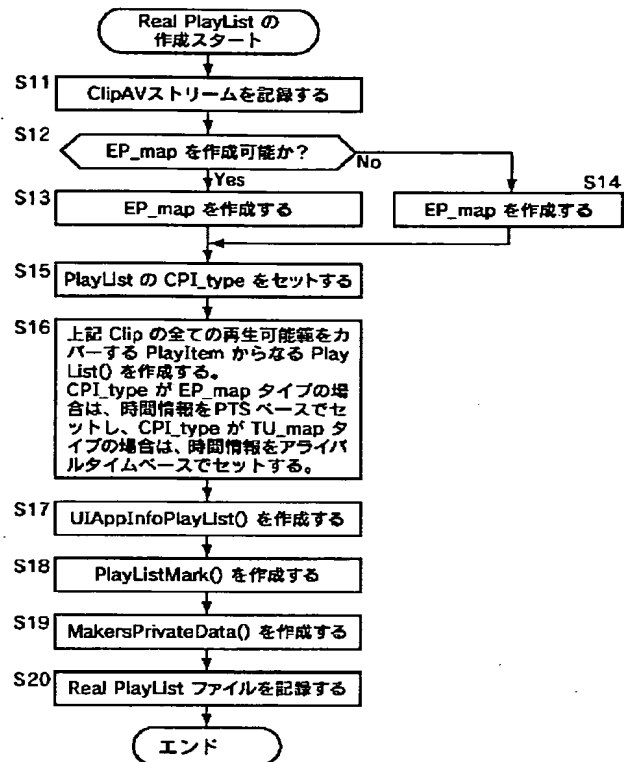 Real PlayList の
作成スタート
S11
ClipAVストリームを記録する
S12
EP_map を作成可能か？
No
Yes
S13
EP_map を作成する
S14
EP_map を作成する
S15
PlayList の CPI_type をセットする
S16
上記 Clip の全ての再生可能範をカ
バーする PlayItem からなる Play
List() を作成する。
CPI_type が EP_map タイプの場
合は、時間情報を PTS ベースでセ
ットし、CPI_type が TU_map タ
イプの場合は、時間情報をアライバ
ルタイムベースでセットする。
S17
UIAppInfoPlayList() を作成する
S18
PlayListMark() を作成する
S19
MakersPrivateData() を作成する
S20
Real PlayList ファイルを記録する
エンド